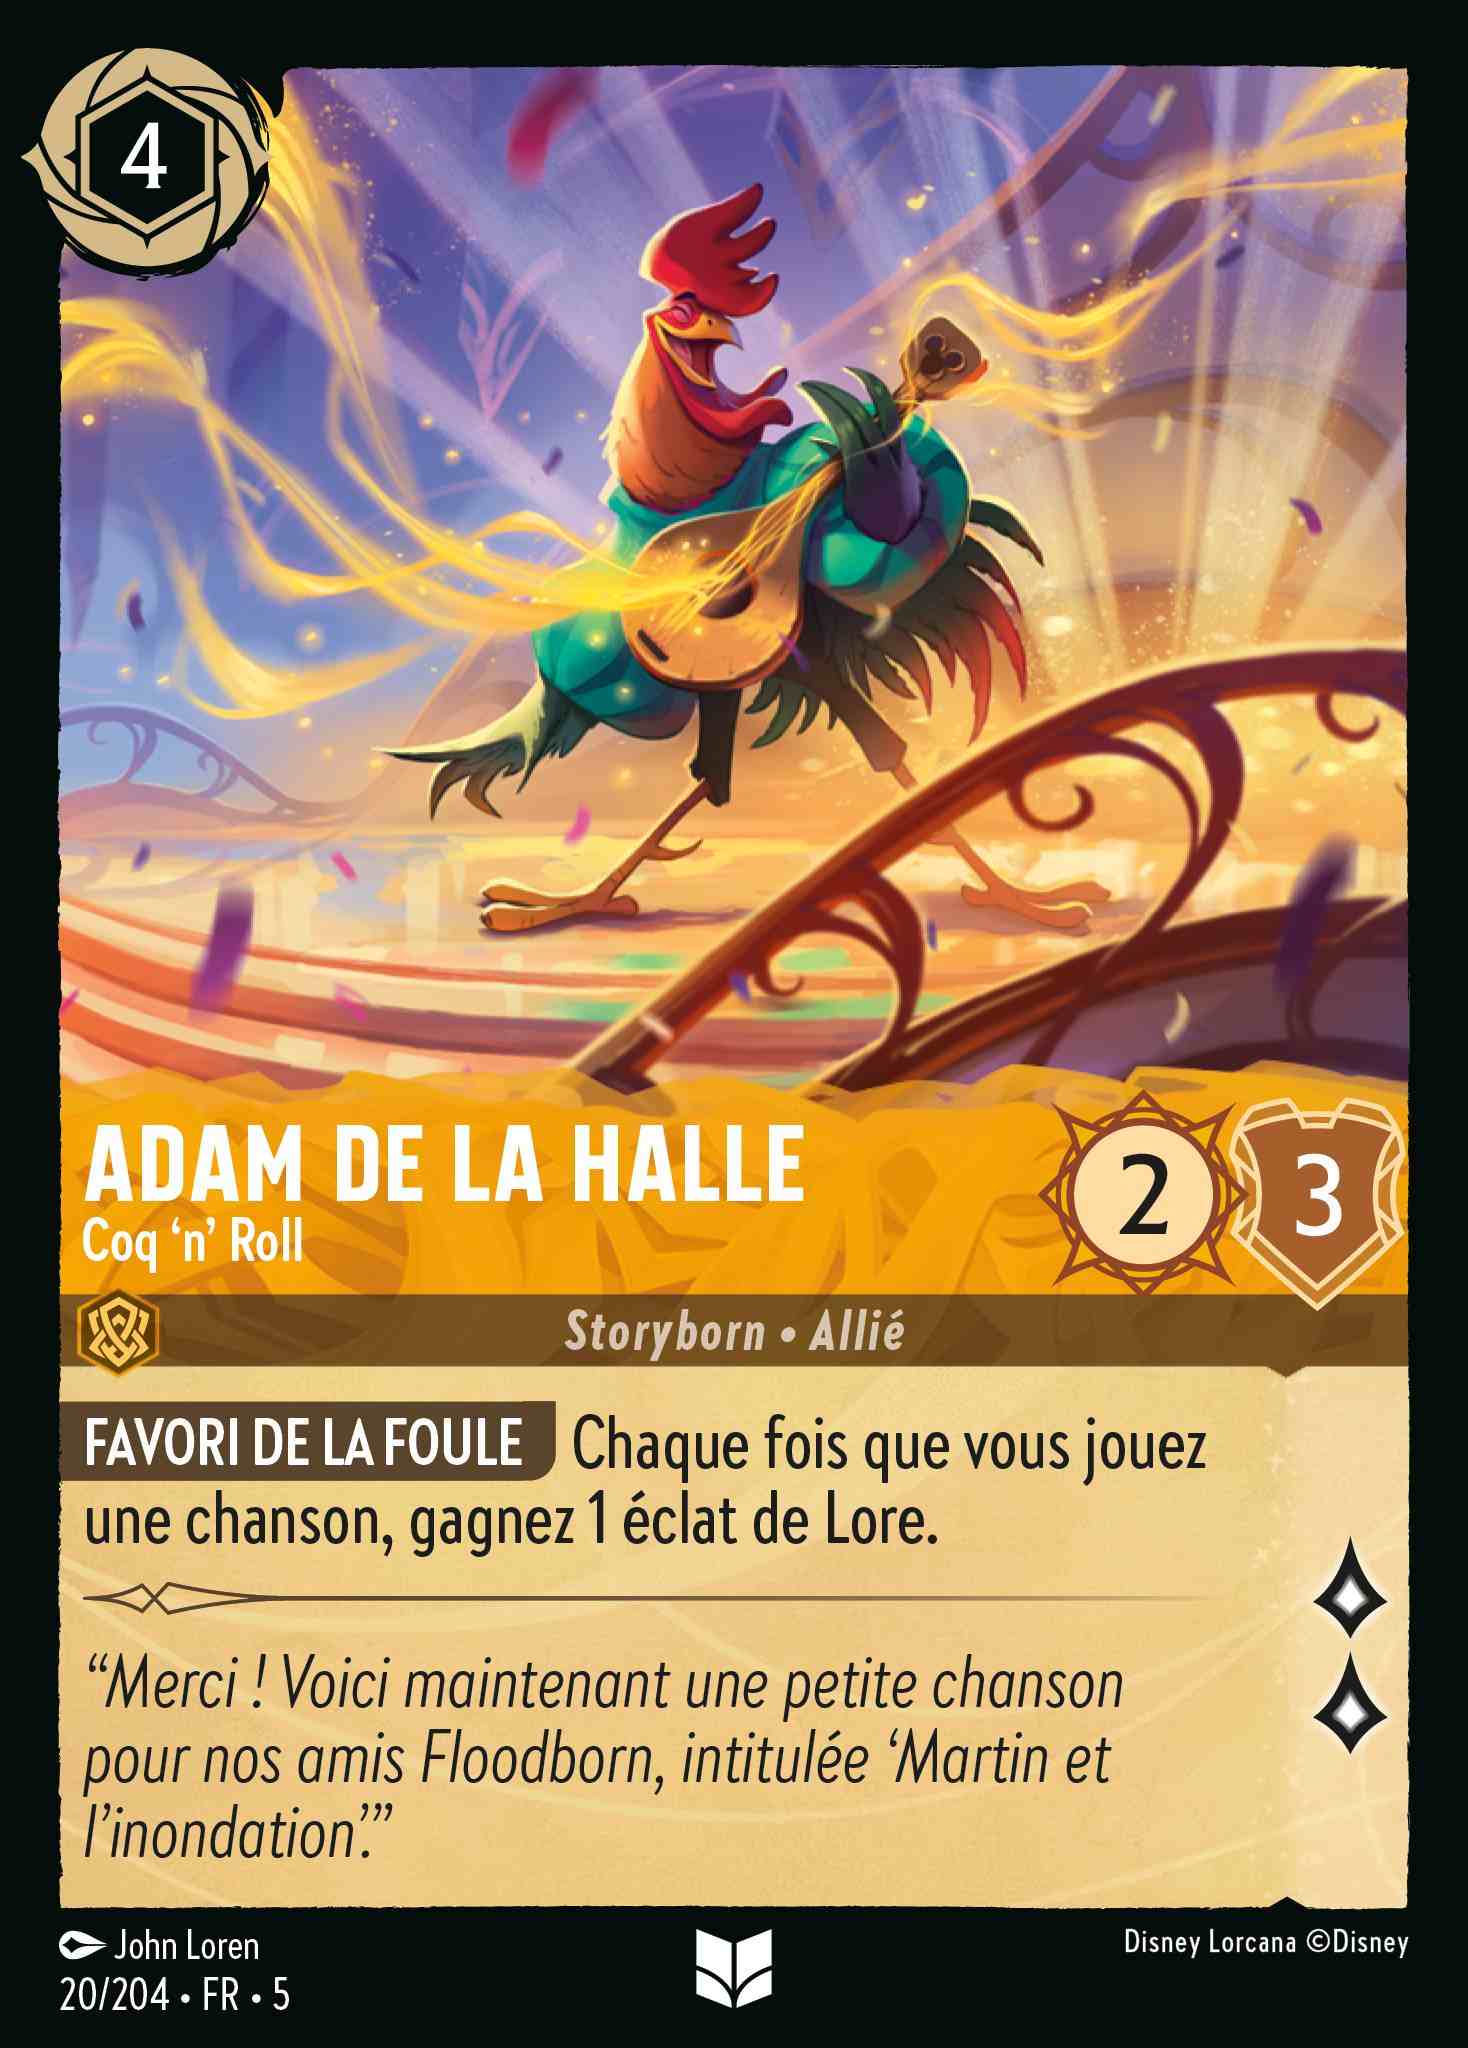 4
ADAM DE LA HALLE
Coq ‘n’ Roll
2
3
Storyborn • Allié
FAVORI DE LA FOULE Chaque fois que vous jouez
une chanson, gagnez 1 éclat de Lore.
“Merci ! Voici maintenant une petite chanson
pour nos amis Floodborn, intitulée ‘Martin et
l’inondation’.”
John Loren
20/204 • FR • 5
Disney Lorcana ©Disney